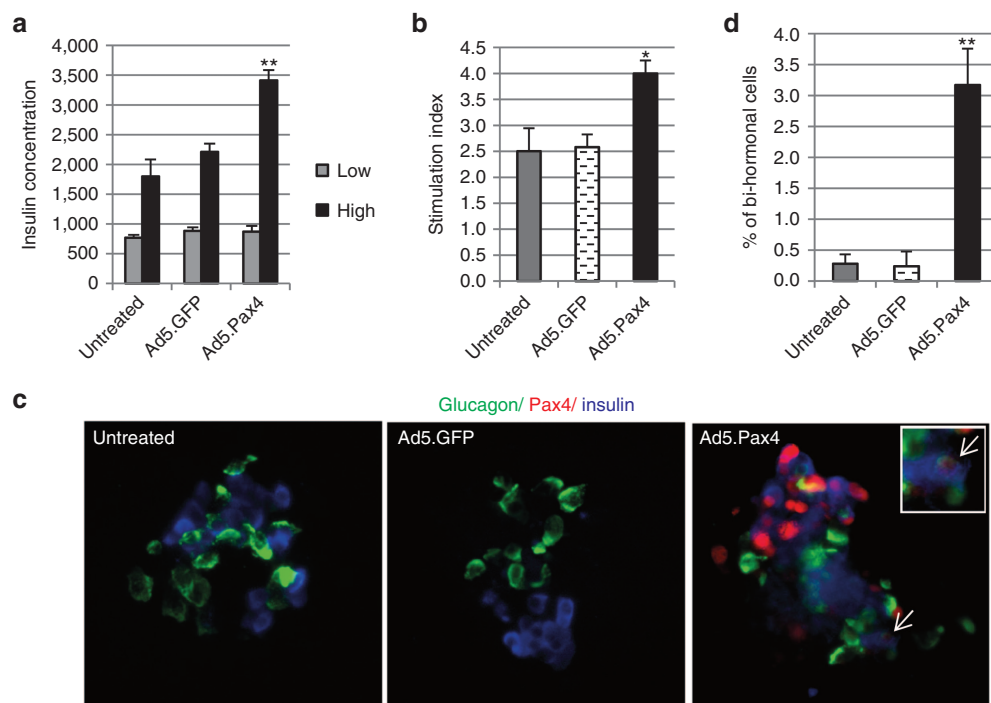 a
Insulin concentration
4,000
3,500
3,000
2,500
2,000
1,500
1,000
500
0
**
Untreated
Ad5.GFP
Ad5.Pax4
Low
High
b
Stimulation index
5.0
4.5
4.0
3.5
3.0
2.5
2.0
1.5
1.0
0.5
0.0
*
Untreated
Ad5.GFP
Ad5.Pax4
d
% of bi-hormonal cells
4.0
3.5
3.0
2.5
4.0
1.5
1.0
0.5
0.0
**
Untreated
Ad5.GFP
Ad5.Pax4
c
Glucagon/ Pax4/ insulin
Untreated
Ad5.GFP
Ad5.Pax4